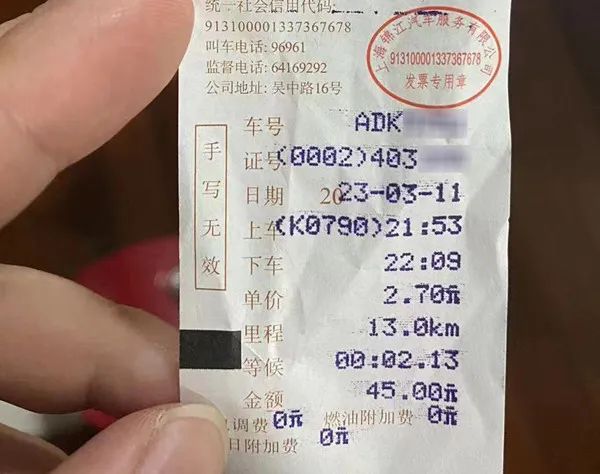 统一社会信用代码:
913100001337367678
叫车电话: 96961
监督电话: 64169292
公司地址: 吴中路16号
上海锦江汽车服务有限公司
913100001337367678
发票专用章
手写无效
车号 ADK
证号(0002)403
日期 2023-03-11
上车(K0790)21:53
下车 22:09
单价 2.70元
里程 13.0km
等候 00:02.13
金额 45.00元
调费 0元 燃油附加费 0元
日附加费 0元